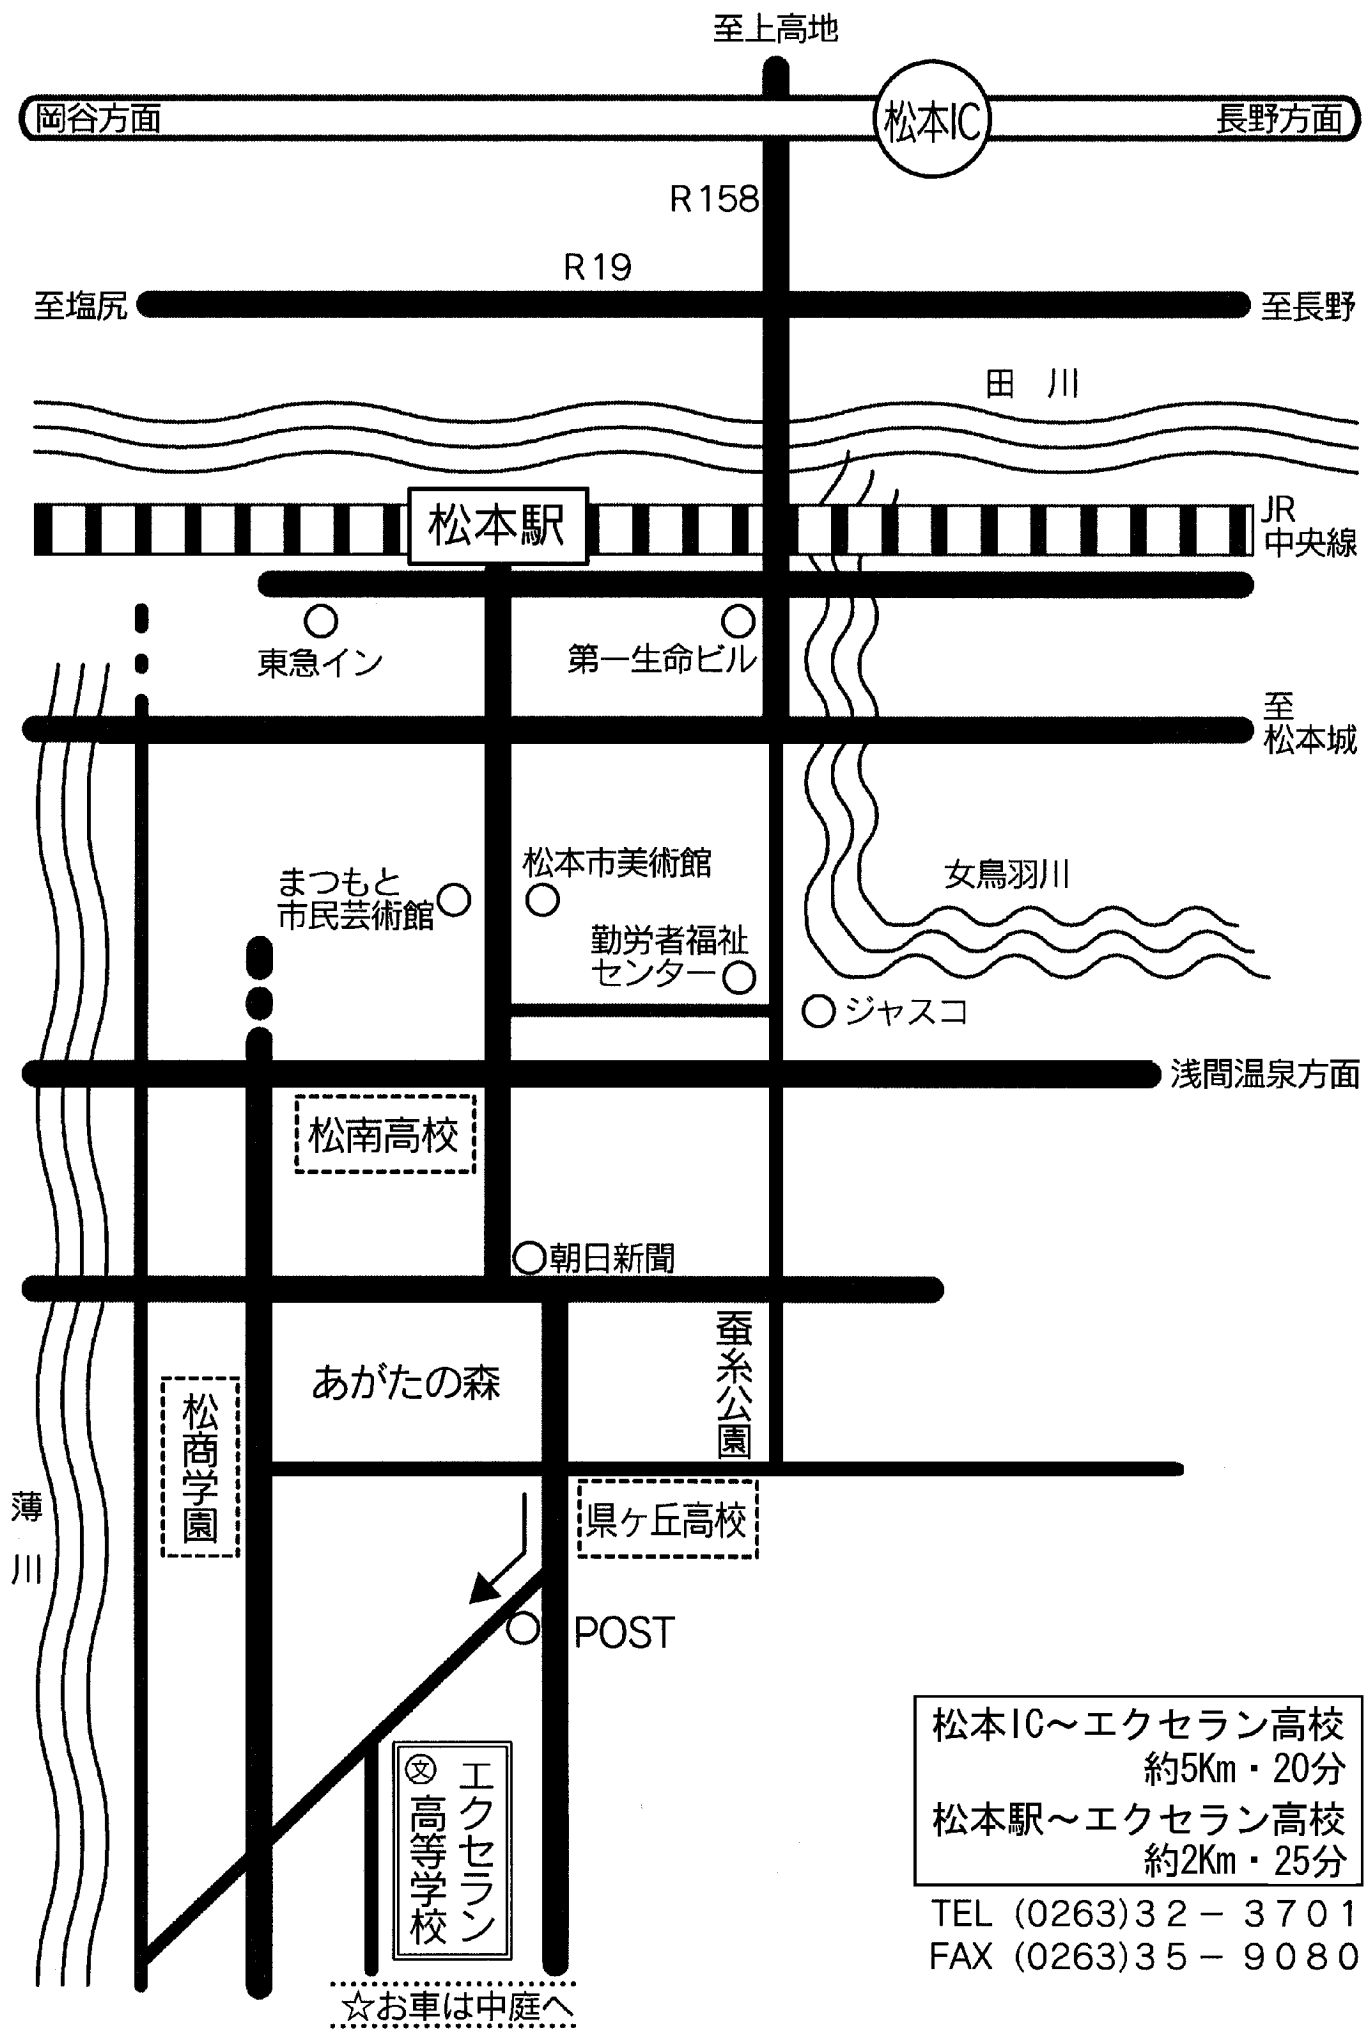 至上高地
岡谷方面
松本IC
長野方面
R158
R19
至塩尻
至長野
田 川
松本駅
JR
中央線
東急イン
第一生命ビル
至
松本城
まつもと
市民芸術館
松本市美術館
女鳥羽川
勤労者福祉
センター
ジャスコ
浅間温泉方面
松南高校
朝日新聞
蚕糸公園
あがたの森
松商学園
県ヶ丘高校
薄川
POST
エクセラン
文高等学校
松本IC〜エクセラン高校
約5Km・20分
松本駅〜エクセラン高校
約2Km・25分
TEL (0263)32－3701
FAX (0263)35－9080
☆お車は中庭へ